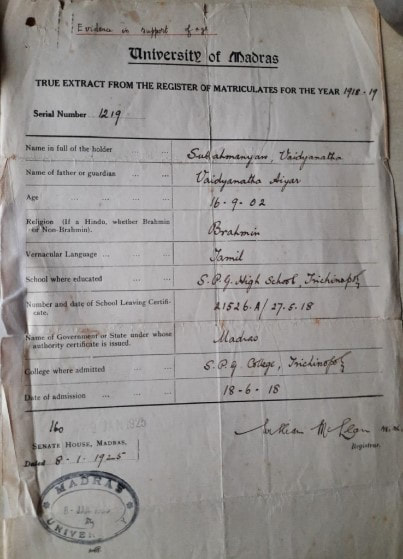 Evidence in support of age
University of Madras
TRUE EXTRACT FROM THE REGISTER OF MATRICULATES FOR THE YEAR 1918-19
Serial Number 1219
Name in full of the holder ... ... Subrahmanyan, Vaidyanatha
Name of father or guardian ... ... Vaidyanatha Aiyar
Age ... ... ... 16-9-02
Religion (If a Hindu, whether Brahmin
or Non-Brahmin). Brahmin
Vernacular Language ... ... ... Tamil
School where educated ... ... S.P.G. High School, Trichinopoly
Number and date of School Leaving Certifi-
cate. 21526.A/27.5.18
Name of Government or State under whose
authority certificate is issued. Madras
College where admitted ... ... S.P.G. College, Trichinopoly
Date of admission ... ... ... 18-6-18
160
SENATE HOUSE, MADRAS,
Dated 8-1-1925
Registrar.
MADRAS
UNIVERSITY